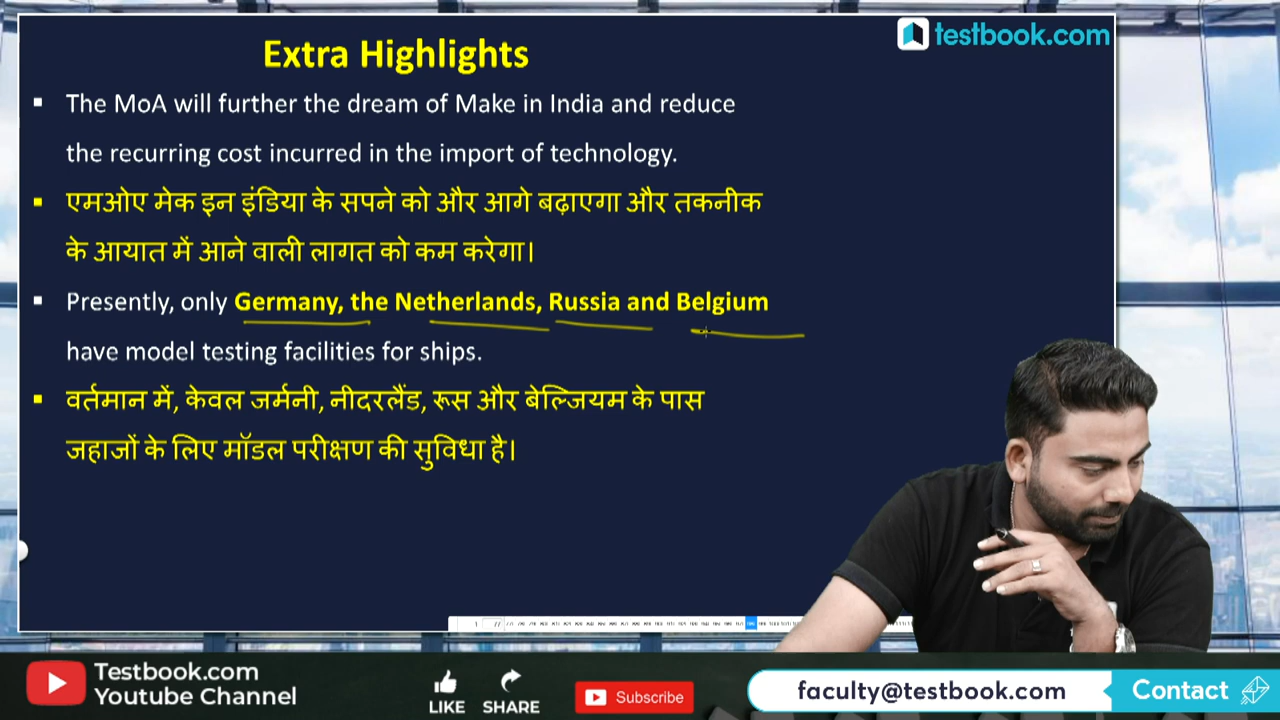 testbook.com
Extra Highlights
▪ The MoA will further the dream of Make in India and reduce
the recurring cost incurred in the import of technology.
▪ एमओए मेक इन इंडिया के सपने को और आगे बढ़ाएगा और तकनीक
के आयात में आने वाली लागत को कम करेगा।
▪ Presently, only Germany, the Netherlands, Russia and Belgium
have model testing facilities for ships.
▪ वर्तमान में, केवल जर्मनी, नीदरलैंड, रूस और बेल्जियम के पास
जहाजों के लिए मॉडल परीक्षण की सुविधा है।
Testbook.com
Youtube Channel
LIKE
SHARE
Subscribe
faculty@testbook.com
Contact